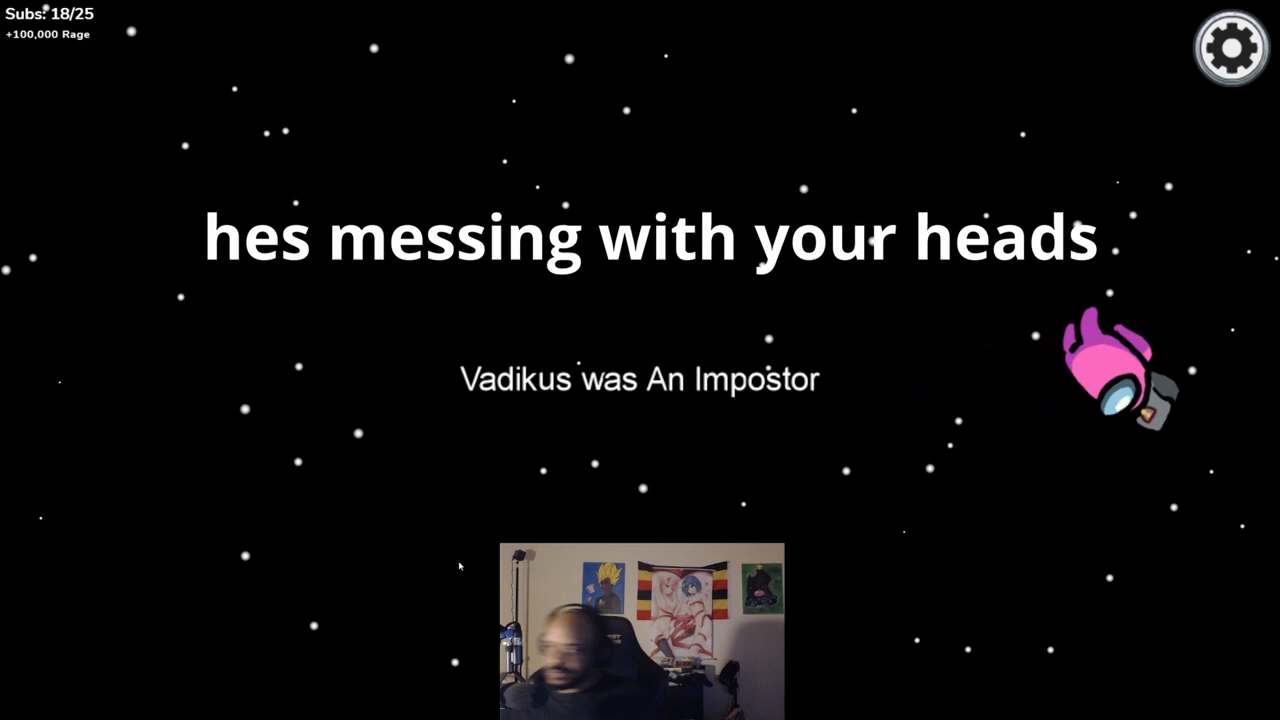 Subs: 18/25
+100,000 Rage
hes messing with your heads
Vadikus was An Impostor